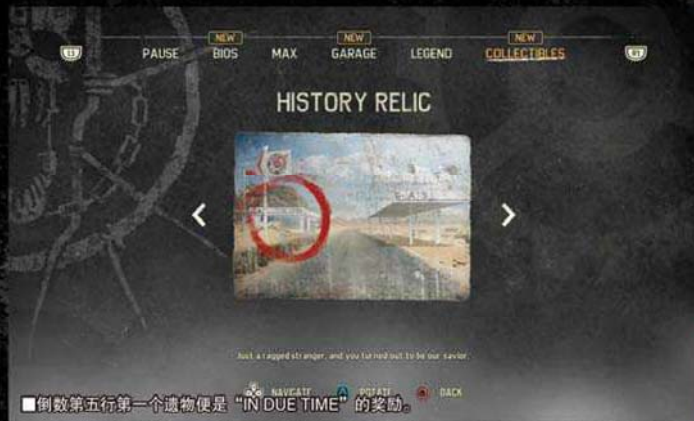 NEW NEW NEW
L1 PAUSE BIOS MAX GARAGE LEGEND COLLECTIBLES R1
HISTORY RELIC
Just a ragged stranger, and you turned out to be our savior.
NAVIGATE ROTATE BACK
■倒数第五行第一个遗物便是“IN DUE TIME”的奖励。